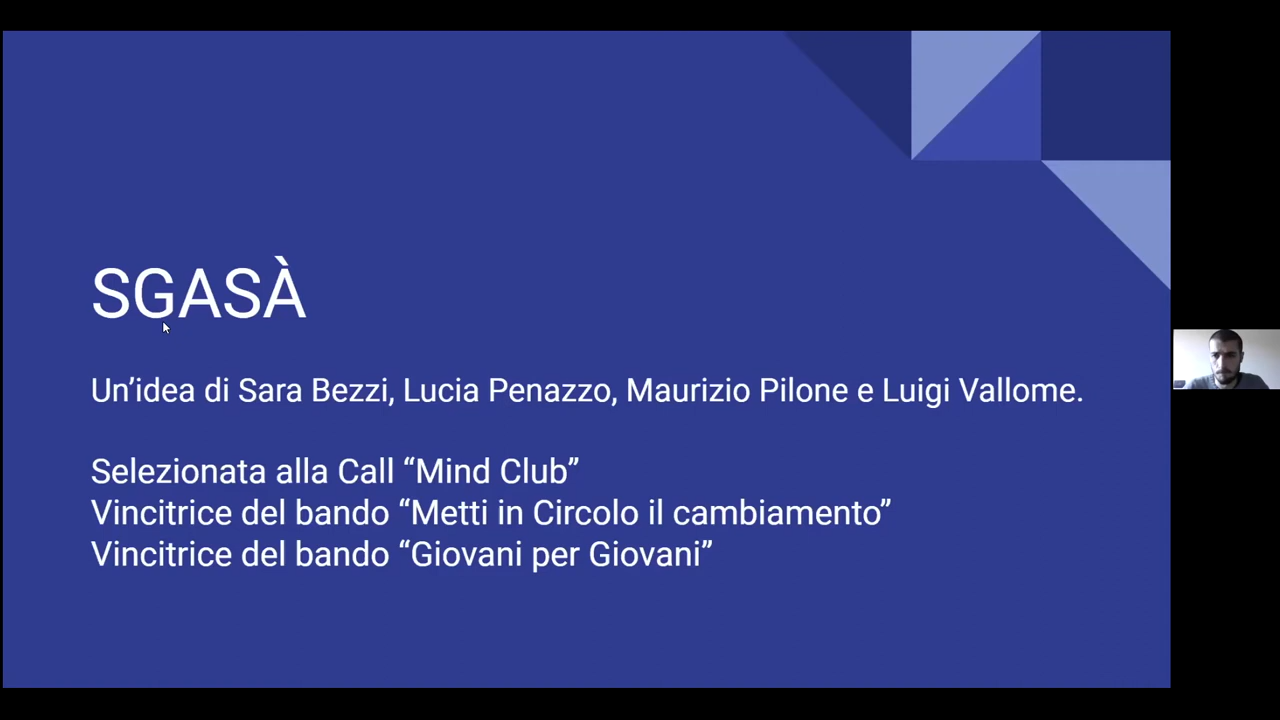 SGASÀ
Un’idea di Sara Bezzi, Lucia Penazzo, Maurizio Pilone e Luigi Vallome.
Selezionata alla Call “Mind Club”
Vincitrice del bando “Metti in Circolo il cambiamento”
Vincitrice del bando “Giovani per Giovani”